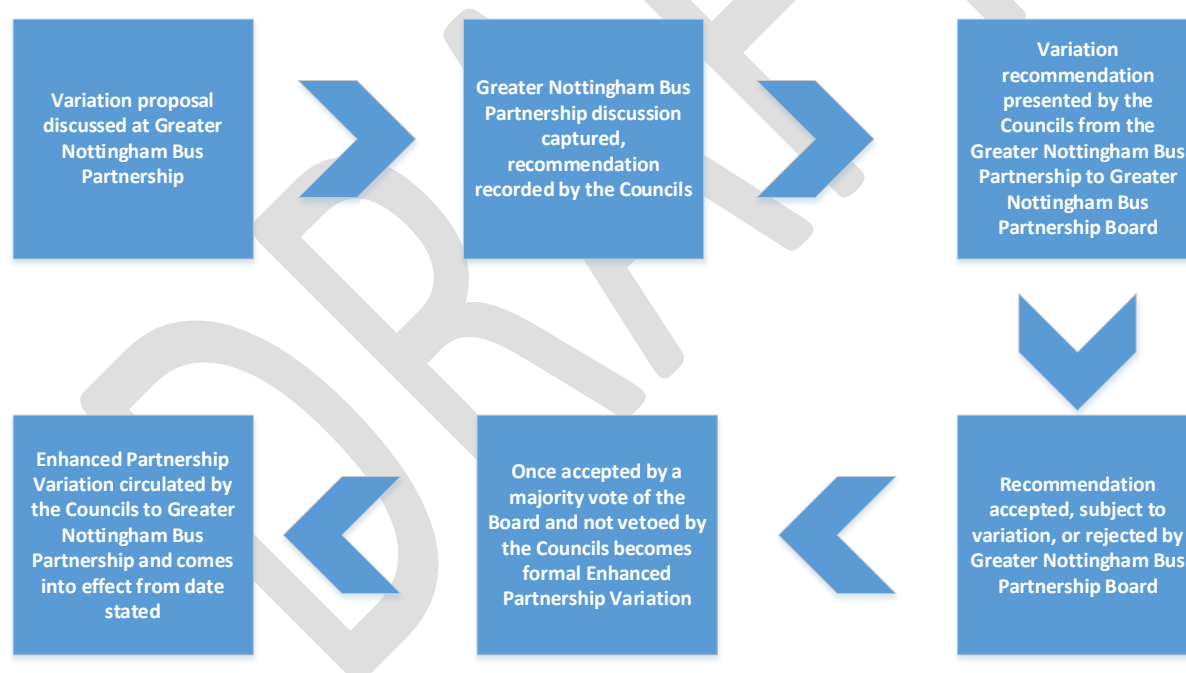 Variation proposal
discussed at Greater
Nottingham Bus
Partnership
Greater Nottingham Bus
Partnership discussion
captured,
recommendation
recorded by the Councils
Variation
recommendation
presented by the
Councils from the
Greater Nottingham Bus
Partnership to Greater
Nottingham Bus
Partnership Board
Recommendation
accepted, subject to
variation, or rejected by
Greater Nottingham Bus
Partnership Board
Once accepted by a
majority vote of the
Board and not vetoed by
the Councils becomes
formal Enhanced
Partnership Variation
Enhanced Partnership
Variation circulated by
the Councils to Greater
Nottingham Bus
Partnership and comes
into effect from date
stated